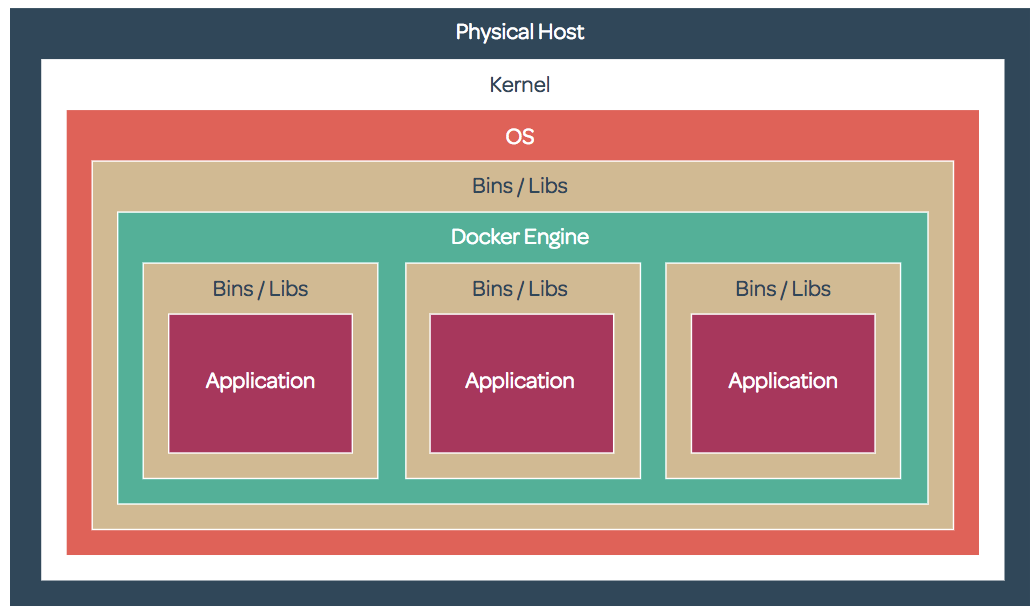 Physical Host
Kernel
OS
Bins / Libs
Docker Engine
Bins / Libs
Bins / Libs
Bins / Libs
Application
Application
Application